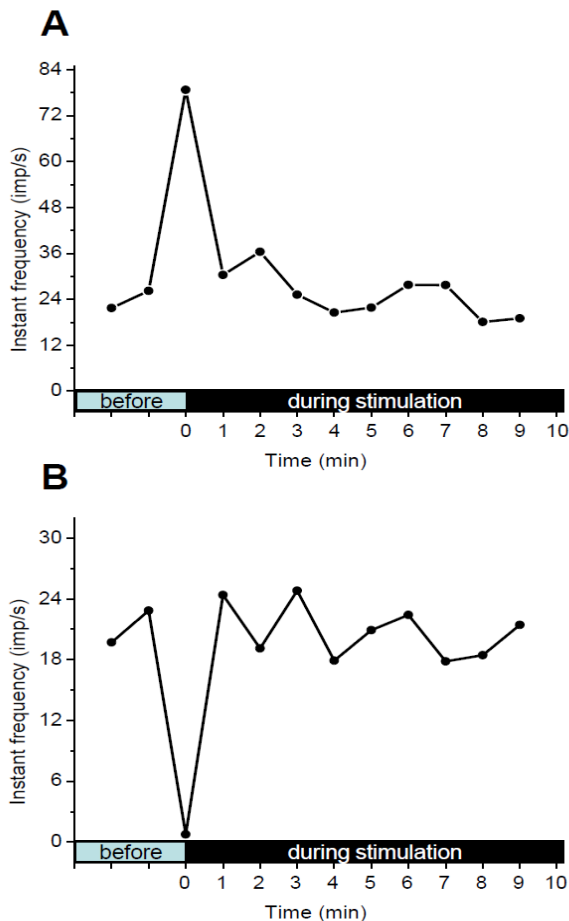 A
Instant frequency (imp/s)
84
72
60
48
36
24
12
0
before during stimulation
0 1 2 3 4 5 6 7 8 9 10
Time (min)
B
Instant frequency (imp/s)
30
24
18
12
6
0
before during stimulation
0 1 2 3 4 5 6 7 8 9 10
Time (min)